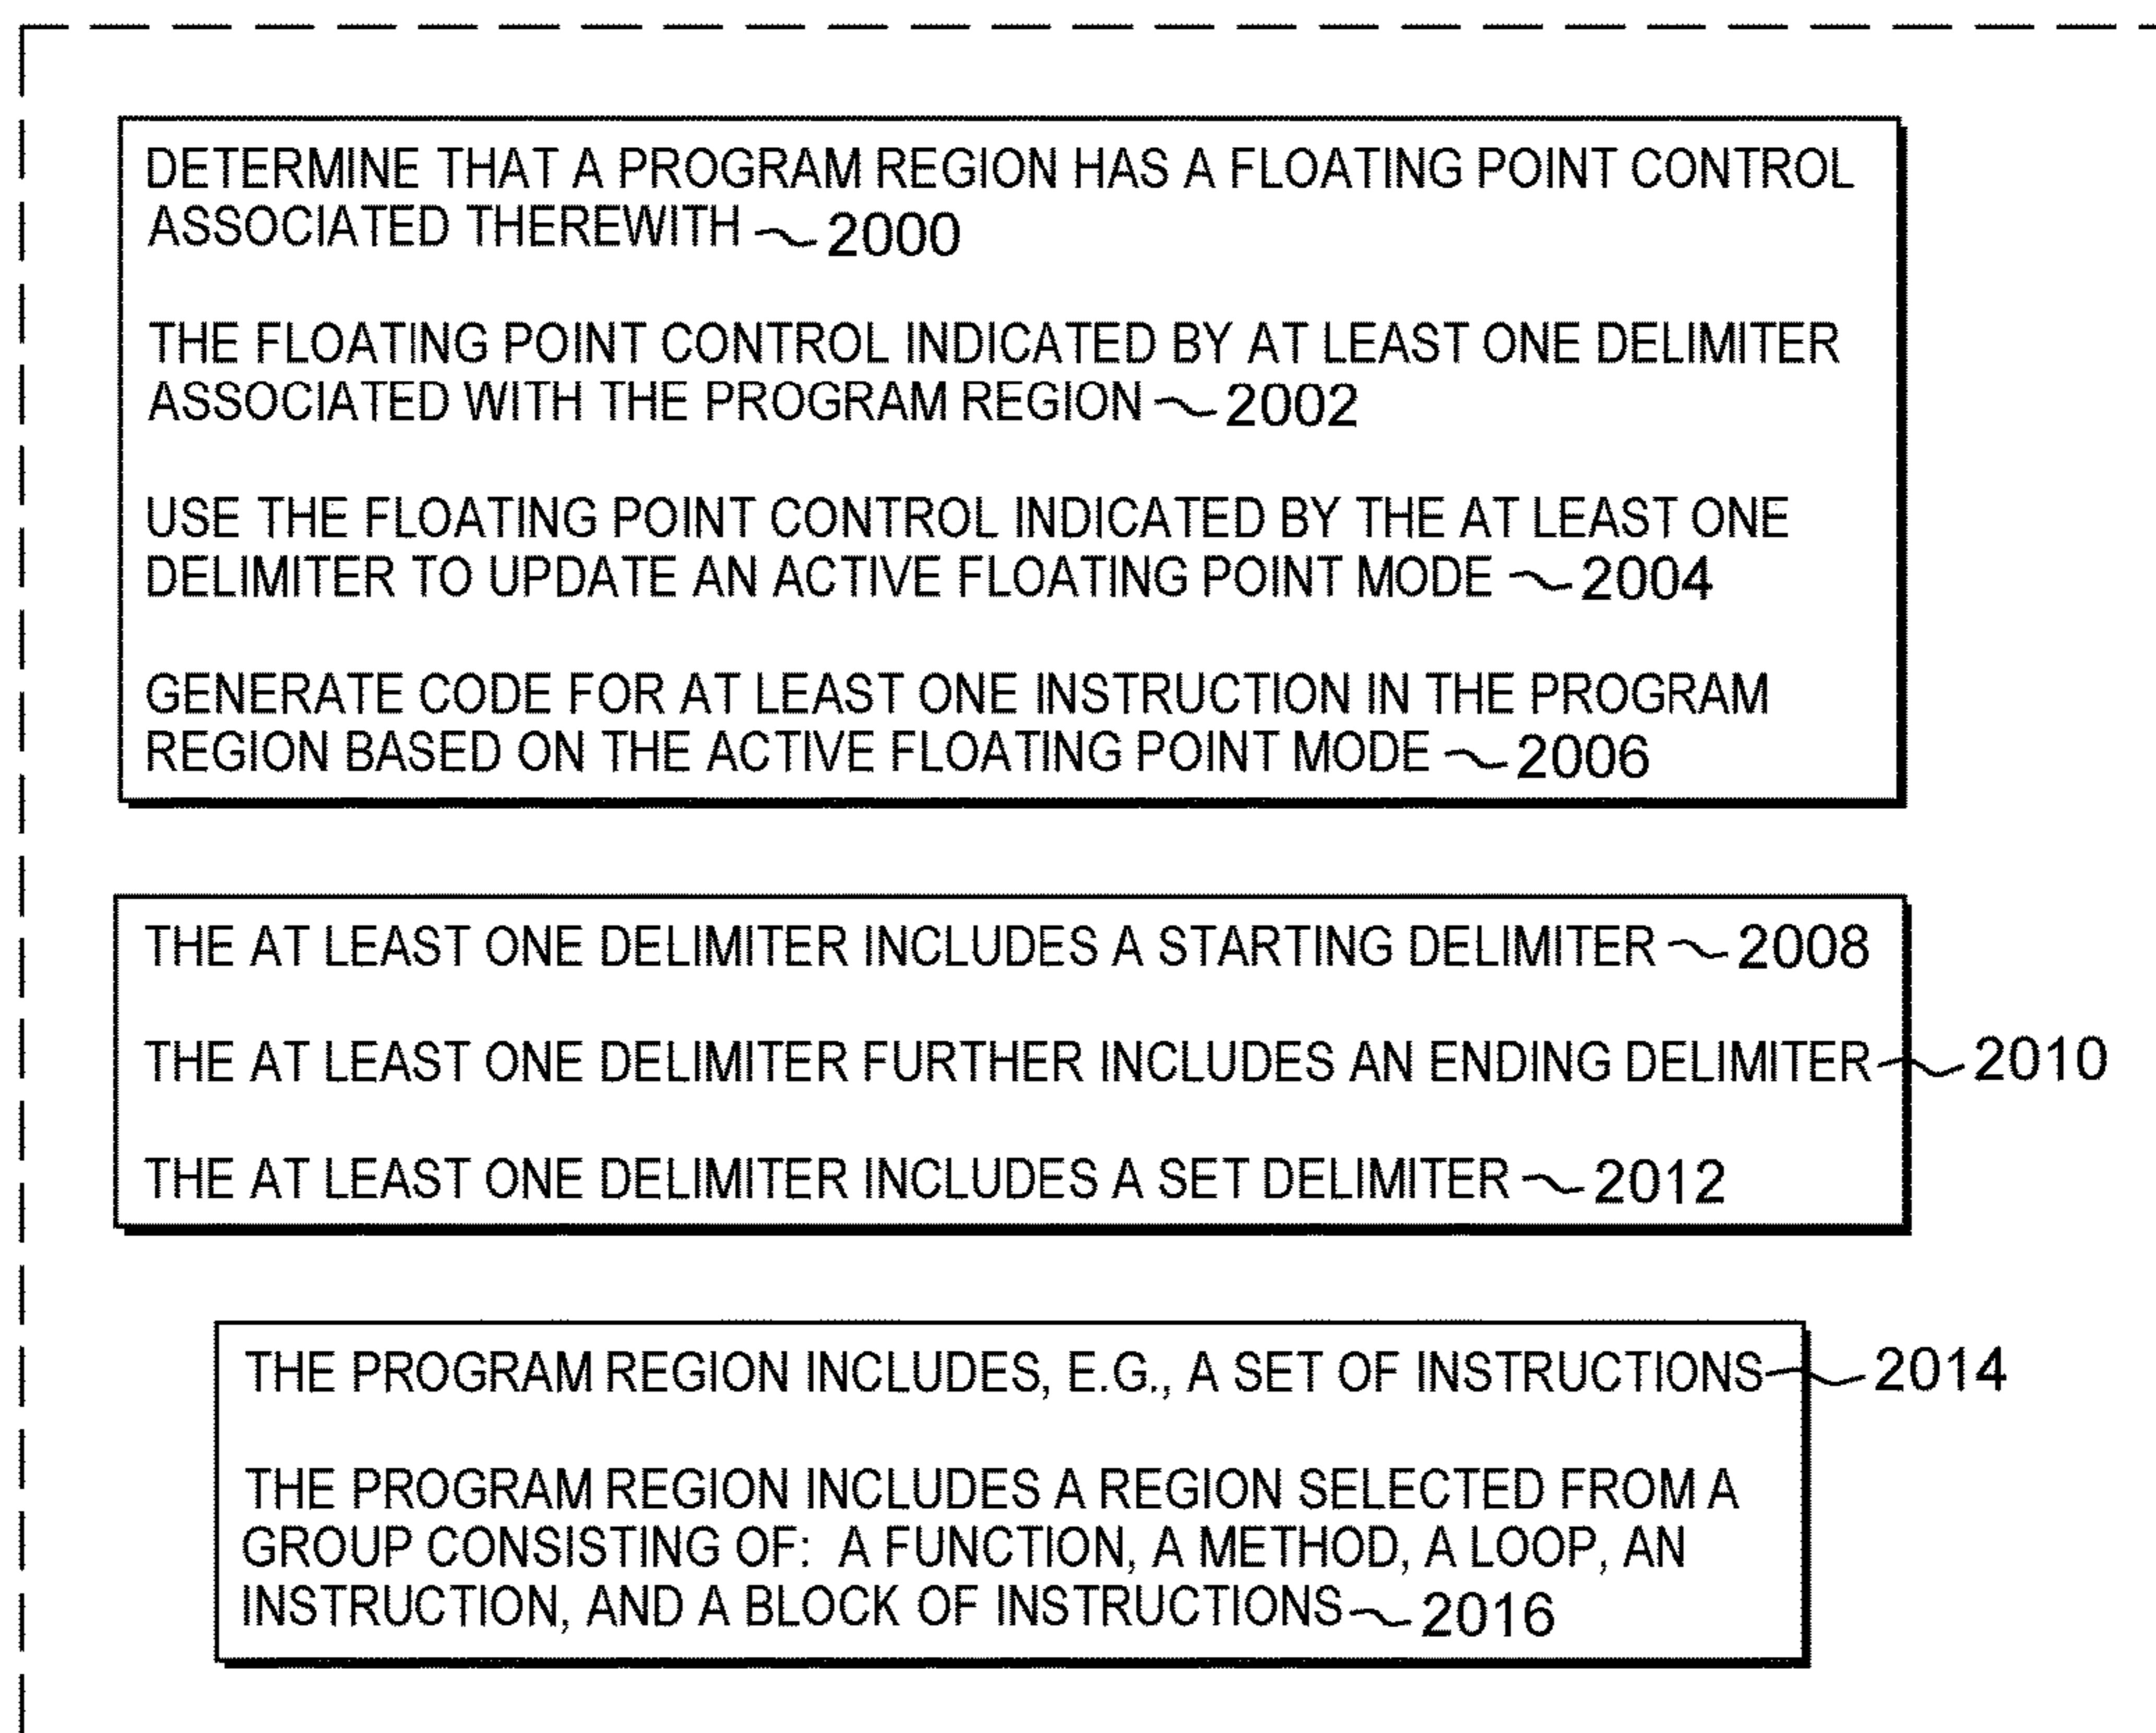 DETERMINE THAT A PROGRAM REGION HAS A FLOATING POINT CONTROL
ASSOCIATED THEREWITH 2000
THE FLOATING POINT CONTROL INDICATED BY AT LEAST ONE DELIMITER
ASSOCIATED WITH THE PROGRAM REGION 2002
USE THE FLOATING POINT CONTROL INDICATED BY THE AT LEAST ONE
DELIMITER TO UPDATE AN ACTIVE FLOATING POINT MODE 2004
GENERATE CODE FOR AT LEAST ONE INSTRUCTION IN THE PROGRAM
REGION BASED ON THE ACTIVE FLOATING POINT MODE 2006
THE AT LEAST ONE DELIMITER INCLUDES A STARTING DELIMITER 2008
THE AT LEAST ONE DELIMITER FURTHER INCLUDES AN ENDING DELIMITER 2010
THE AT LEAST ONE DELIMITER INCLUDES A SET DELIMITER 2012
THE PROGRAM REGION INCLUDES, E.G., A SET OF INSTRUCTIONS 2014
THE PROGRAM REGION INCLUDES A REGION SELECTED FROM A
GROUP CONSISTING OF: A FUNCTION, A METHOD, A LOOP, AN
INSTRUCTION, AND A BLOCK OF INSTRUCTIONS 2016